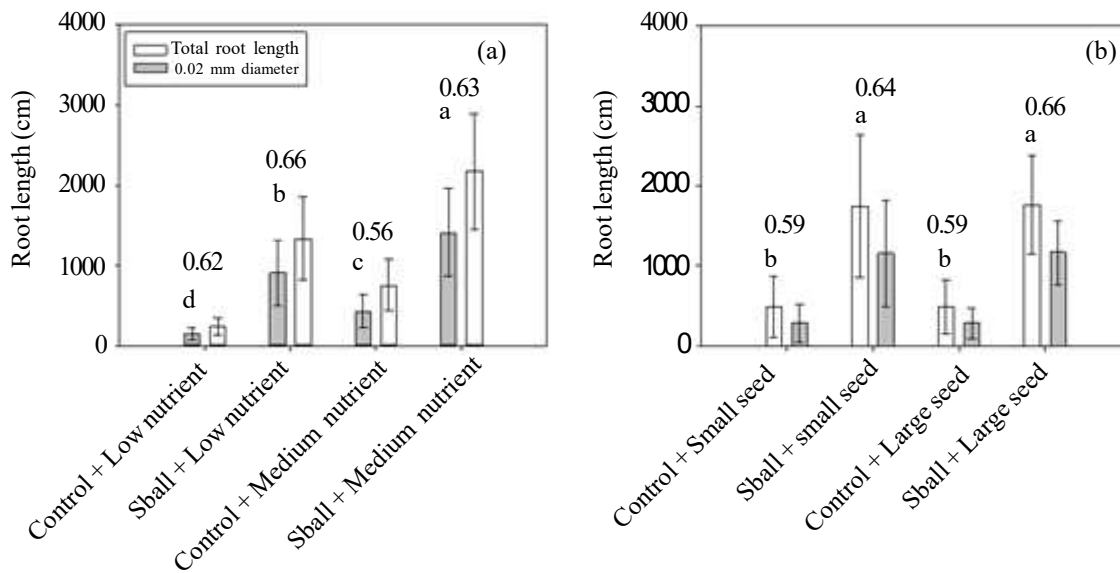 4000
3000
2000
1000
0
Root length (cm)
(a)
Total root length
0.02 mm diameter
0.62
d
0.66
b
0.56
c
0.63
a
Control + Low nutrient
Sball + Low nutrient
Control + Medium nutrient
Sball + Medium nutrient
4000
3000
2000
1000
0
Root length (cm)
(b)
0.59
b
0.64
a
0.59
b
0.66
a
Control + Small seed
Sball + small seed
Control + Large seed
Sball + Large seed